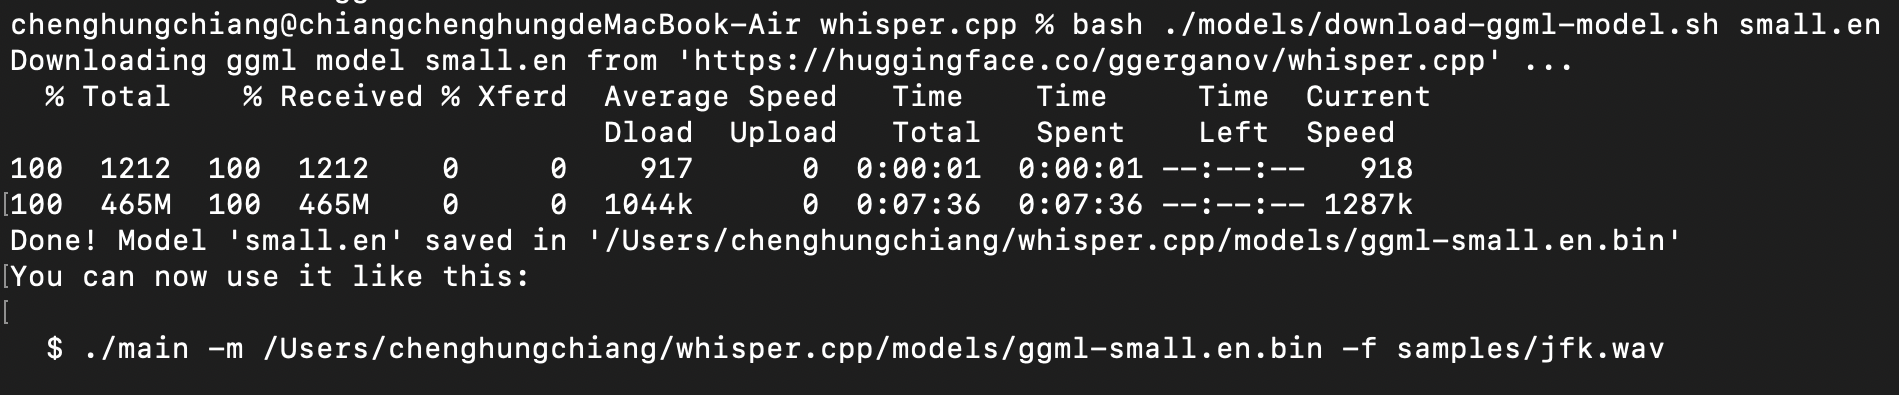 chenghungchiang@chiangchenghungdeMacBook-Air whisper.cpp % bash ./models/download-ggml-model.sh small.en
Downloading ggml model small.en from 'https://huggingface.co/ggerganov/whisper.cpp' ...
  % Total    % Received % Xferd  Average Speed   Time    Time     Time  Current
                                 Dload  Upload   Total   Spent    Left  Speed
100  1212  100  1212    0     0    917      0  0:00:01  0:00:01 --:--:--   918
[100  465M  100  465M    0     0  1044k      0  0:07:36  0:07:36 --:--:-- 1287k
Done! Model 'small.en' saved in '/Users/chenghungchiang/whisper.cpp/models/ggml-small.en.bin'
[You can now use it like this:
[
  $ ./main -m /Users/chenghungchiang/whisper.cpp/models/ggml-small.en.bin -f samples/jfk.wav